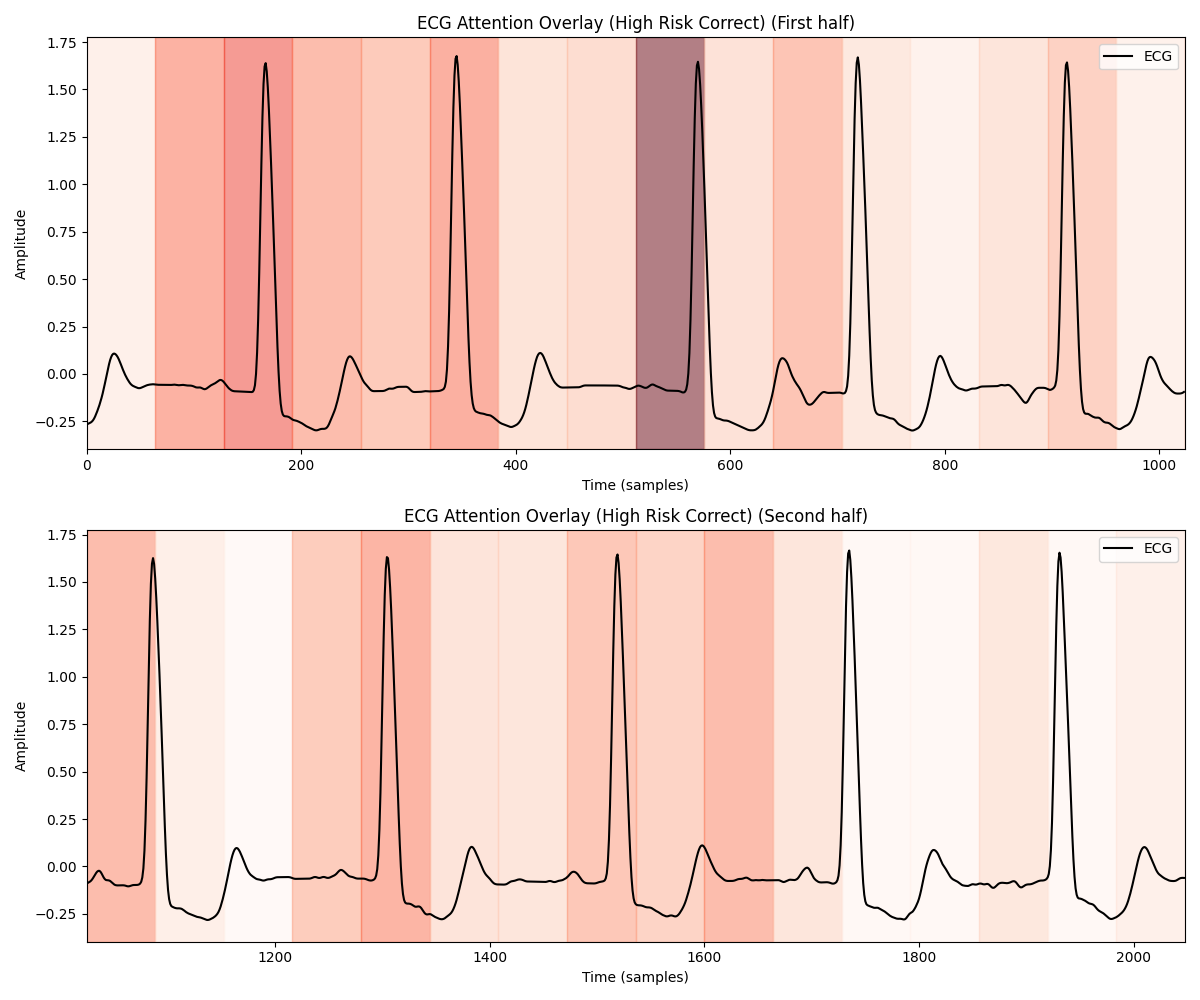 ECG Attention Overlay (High Risk Correct) (First half)
ECG
Amplitude
1.75
1.50
1.25
1.00
0.75
0.50
0.25
0.00
−0.25
0 200 400 600 800 1000
Time (samples)
ECG Attention Overlay (High Risk Correct) (Second half)
ECG
Amplitude
1.75
1.50
1.25
1.00
0.75
0.50
0.25
0.00
−0.25
1200 1400 1600 1800 2000
Time (samples)